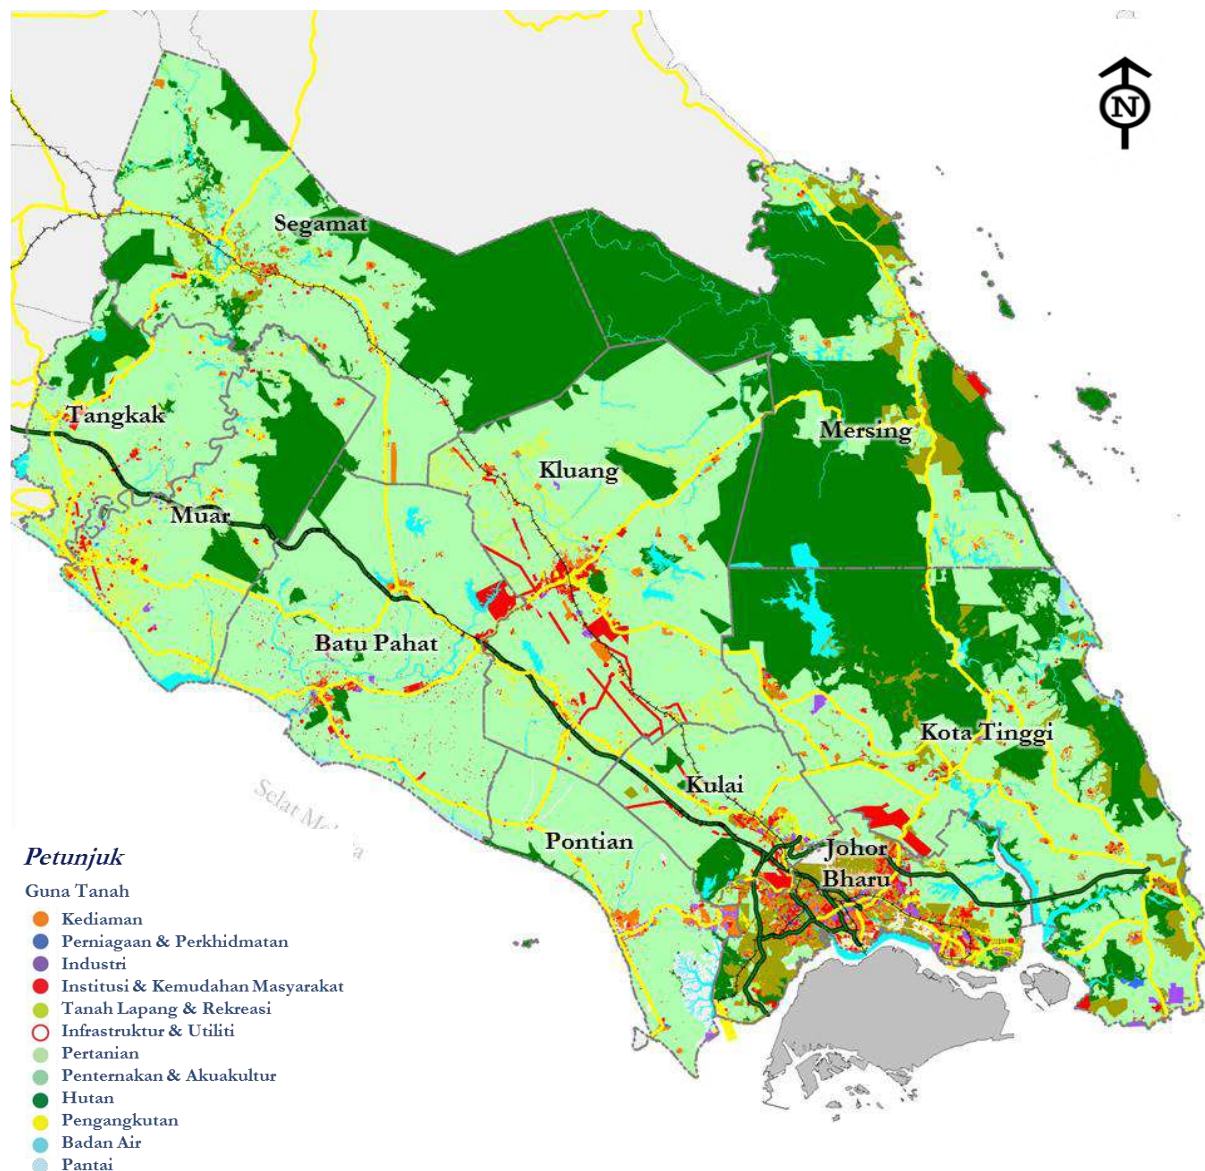 N
Segamat
Tangkak
Mersing
Kluang
Muar
Batu Pahat
Kota Tinggi
Kulai
Selat
Pontian
Johor
Bharu
Petunjuk
Guna Tanah
Kediaman
Perniagaan & Perkhidmatan
Industri
Institusi & Kemudahan Masyarakat
Tanah Lapang & Rekreasi
Infrastruktur & Utiliti
Pertanian
Penternakan & Akuakultur
Hutan
Pengangkutan
Badan Air
Pantai